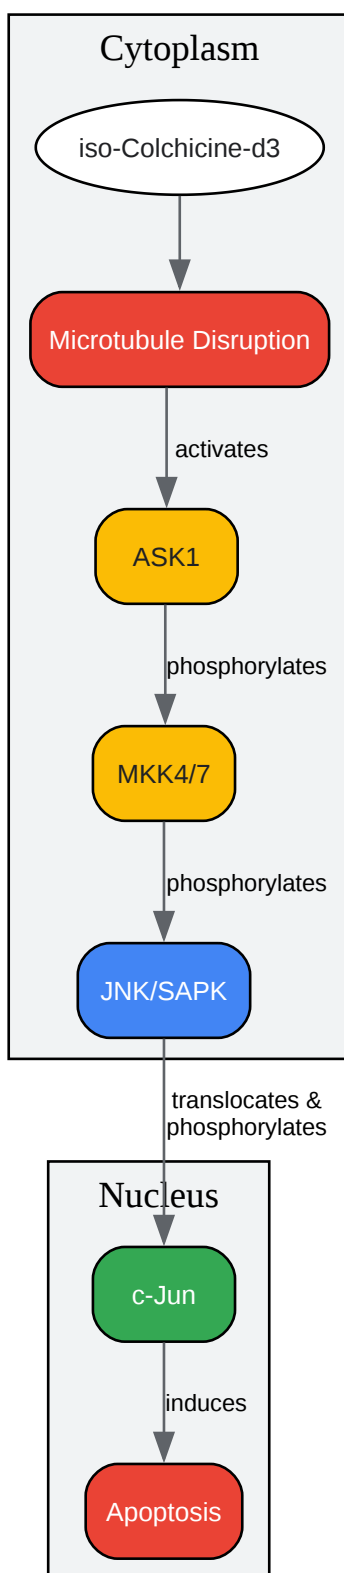 Cytoplasm
iso-Colchicine-d3
Microtubule Disruption
activates
ASK1
phosphorylates
MKK4/7
phosphorylates
JNK/SAPK
translocates &
phosphorylates
Nucleus
c-Jun
induces
Apoptosis